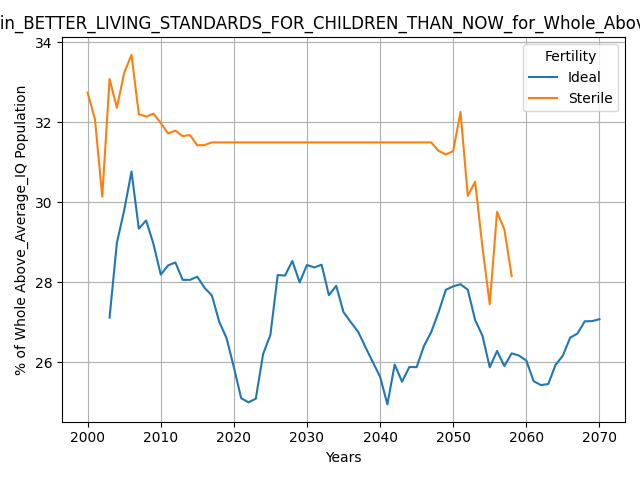 in_BETTER_LIVING_STANDARDS_FOR_CHILDREN_THAN_NOW_for_Whole_Abov
Fertility
Ideal
Sterile
% of Whole Above_Average_IQ Population
34
32
30
28
26
2000 2010 2020 2030 2040 2050 2060 2070
Years